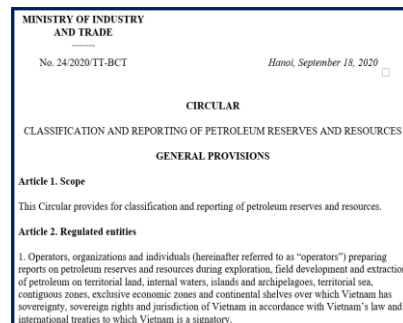 MINISTRY OF INDUSTRY
AND TRADE
-------
No. 24/2020/TT-BCT
Hanoi, September 18, 2020
CIRCULAR
CLASSIFICATION AND REPORTING OF PETROLEUM RESERVES AND RESOURCES
GENERAL PROVISIONS
Article 1. Scope
This Circular provides for classification and reporting of petroleum reserves and resources.
Article 2. Regulated entities
1. Operators, organizations and individuals (hereinafter referred to as “operators”) preparing
reports on petroleum reserves and resources during exploration, field development and extraction
of petroleum on territorial land, internal waters, islands and archipelagoes, territorial sea,
contiguous zones, exclusive economic zones and continental shelves over which Vietnam has
sovereignty, sovereign rights and jurisdiction of Vietnam in accordance with Vietnam’s law and
international treaties to which Vietnam is a signatory.